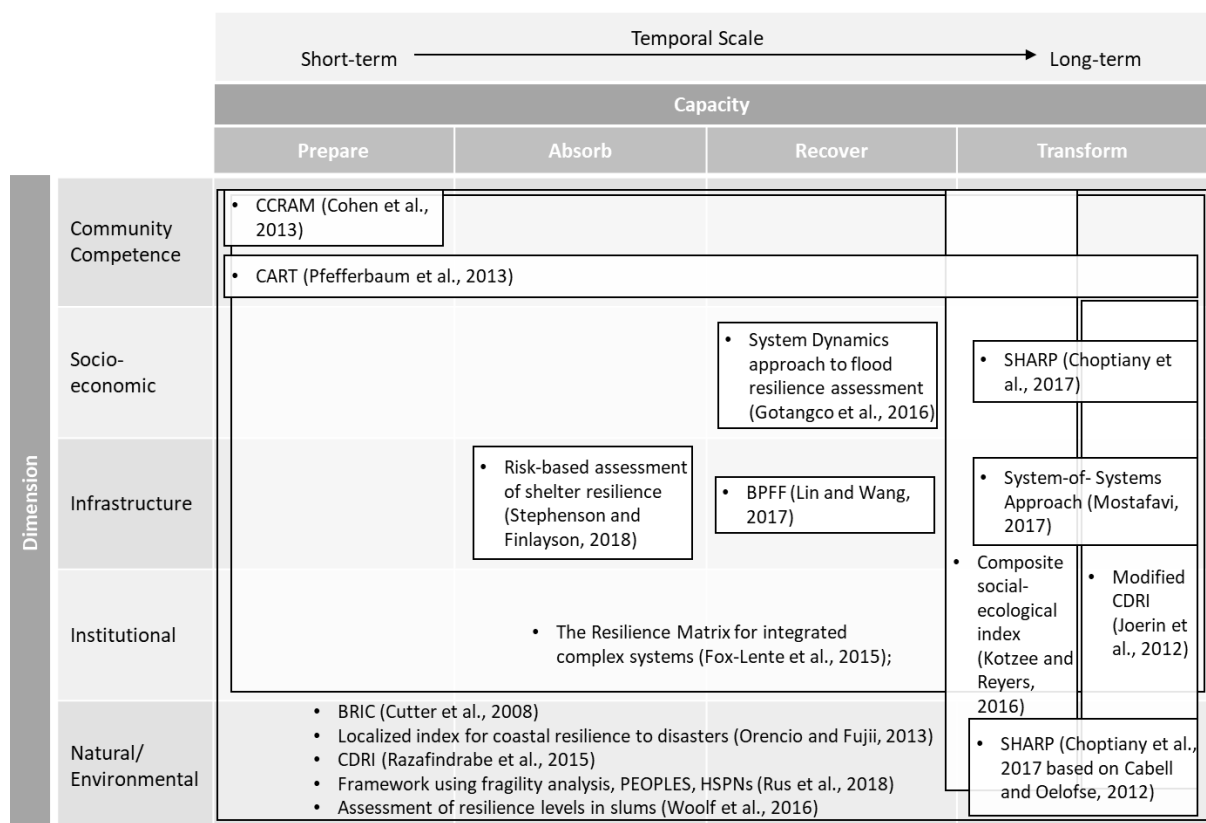 Temporal Scale
Short-term
Long-term
Capacity
Prepare
Absorb
Recover
Transform
Dimension
Community
Competence
• CCRAM (Cohen et al.,
2013)
• CART (Pfefferbaum et al., 2013)
Socio-
economic
• System Dynamics
approach to flood
resilience assessment
(Gotangco et al., 2016)
• SHARP (Choptiany et
al., 2017)
Infrastructure
• Risk-based assessment
of shelter resilience
(Stephenson and
Finlayson, 2018)
• BPFF (Lin and Wang,
2017)
• System-of- Systems
Approach (Mostafavi,
2017)
Institutional
• The Resilience Matrix for integrated
complex systems (Fox-Lente et al., 2015);
• Composite
social-
ecological
index
(Kotzee and
Reyers,
2016)
• Modified
CDRI
(Joerin et
al., 2012)
Natural/
Environmental
• BRIC (Cutter et al., 2008)
• Localized index for coastal resilience to disasters (Orencio and Fujii, 2013)
• CDRI (Razafindrabe et al., 2015)
• Framework using fragility analysis, PEOPLES, HSPNs (Rus et al., 2018)
• Assessment of resilience levels in slums (Woolf et al., 2016)
• SHARP (Choptiany et al.,
2017 based on Cabell
and Oelofse, 2012)